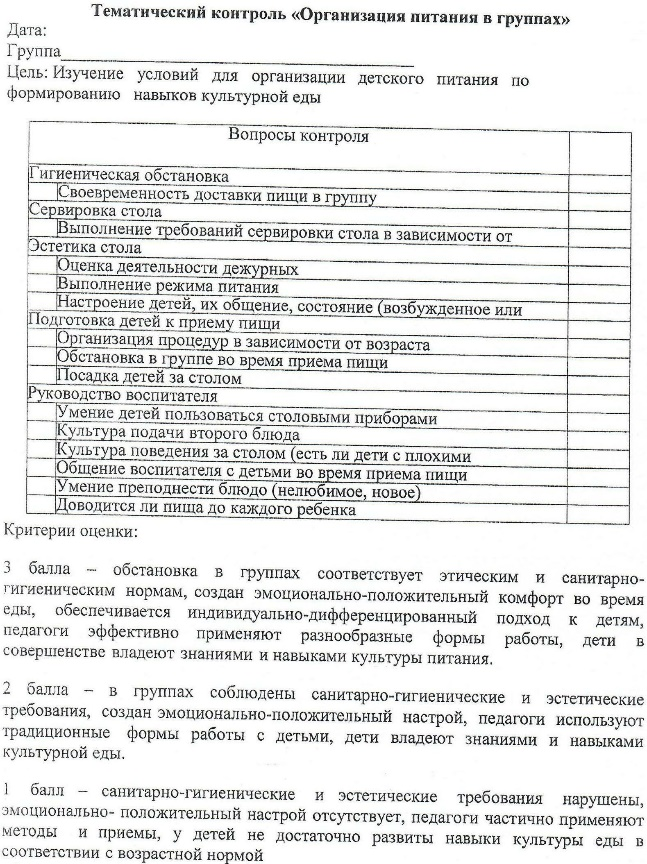 Тематический контроль «Организация питания в группах»
Дата:
Группа
Цель: Изучение условий для организации детского питания по
формированию навыков культурной еды
Вопросы контроля
Гигиеническая обстановка
Своевременность доставки пищи в группу
Сервировка стола
Выполнение требований сервировки стола в зависимости от
Эстетика стола
Оценка деятельности дежурных
Выполнение режима питания
Настроение детей, их общение, состояние (возбужденное или
Подготовка детей к приему пищи
Организация процедур в зависимости от возраста
Обстановка в группе во время приема пищи
Посадка детей за столом
Руководство воспитателя
Умение детей пользоваться столовыми приборами
Культура подачи второго блюда
Культура поведения за столом (есть ли дети с плохими
Общение воспитателя с детьми во время приема пищи
Умение преподнести блюдо (нелюбимое, новое)
Доводится ли пища до каждого ребенка
Критерии оценки:
3 балла – обстановка в группах соответствует этическим и санитарно-
гигиеническим нормам, создан эмоционально-положительный комфорт во время
еды, обеспечивается индивидуально-дифференцированный подход к детям,
педагоги эффективно применяют разнообразные формы работы, дети в
совершенстве владеют знаниями и навыками культуры питания.
2 балла – в группах соблюдены санитарно-гигиенические и эстетические
требования, создан эмоционально-положительный настрой, педагоги используют
традиционные формы работы с детьми, дети владеют знаниями и навыками
культурной еды.
1 балл – санитарно-гигиенические и эстетические требования нарушены,
эмоционально- положительный настрой отсутствует, педагоги частично применяют
методы и приемы, у детей не достаточно развиты навыки культуры еды в
соответствии с возрастной нормой